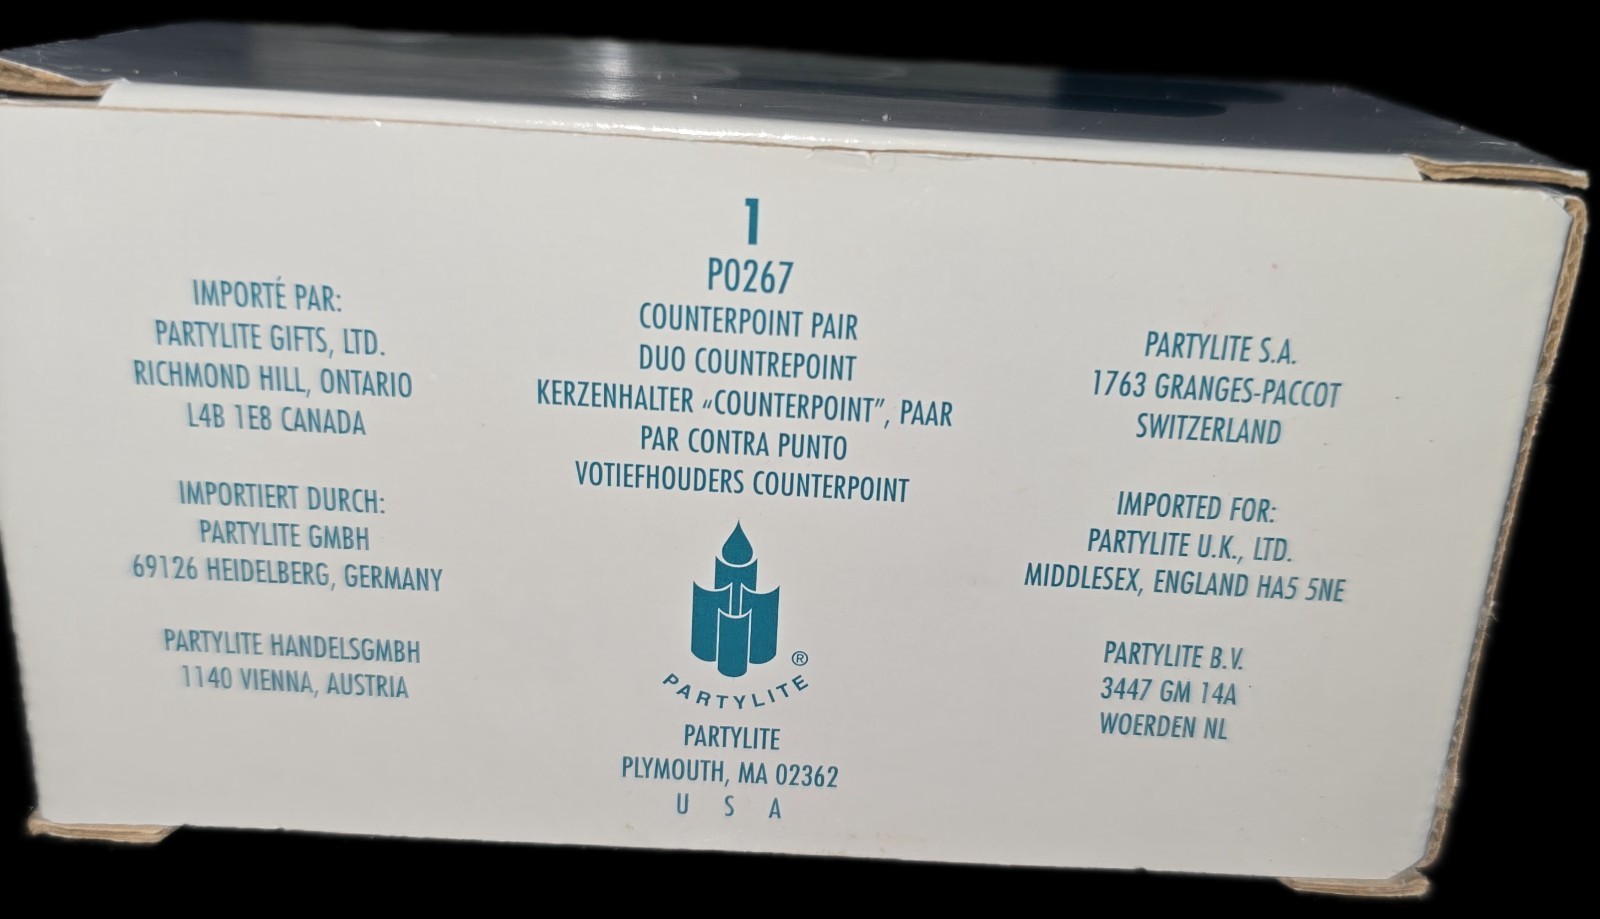 1
P0267
COUNTERPOINT PAIR
DUO COUNTREPOINT
KERZENHALTER „COUNTERPOINT”, PAAR
PAR CONTRA PUNTO
VOTIEFHOUDERS COUNTERPOINT
IMPORTÉ PAR:
PARTYLITE GIFTS, LTD.
RICHMOND HILL, ONTARIO
L4B 1E8 CANADA
IMPORTIERT DURCH:
PARTYLITE GMBH
69126 HEIDELBERG, GERMANY
PARTYLITE HANDELSGMBH
1140 VIENNA, AUSTRIA
PARTYLITE ®
PARTYLITE
PLYMOUTH, MA 02362
U S A
PARTYLITE S.A.
1763 GRANGES-PACCOT
SWITZERLAND
IMPORTED FOR:
PARTYLITE U.K., LTD.
MIDDLESEX, ENGLAND HA5 5NE
PARTYLITE B.V.
3447 GM 14A
WOERDEN NL